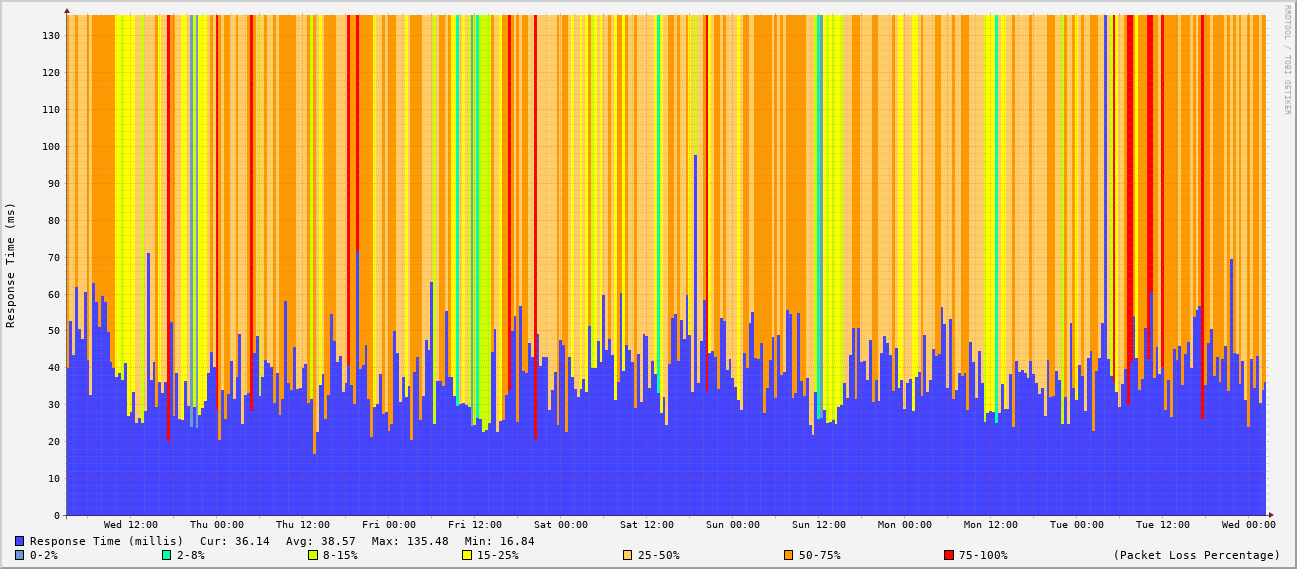 RRDTOOL / TOBI OETIKER
Response Time (ms)
130
120
110
100
90
80
70
60
50
40
30
20
10
0
Wed 12:00 Thu 00:00 Thu 12:00 Fri 00:00 Fri 12:00 Sat 00:00 Sat 12:00 Sun 00:00 Sun 12:00 Mon 00:00 Mon 12:00 Tue 00:00 Tue 12:00 Wed 00:00
Response Time (millis) Cur: 36.14 Avg: 38.57 Max: 135.48 Min: 16.84
0-2% 2-8% 8-15% 15-25% 25-50% 50-75% 75-100% (Packet Loss Percentage)